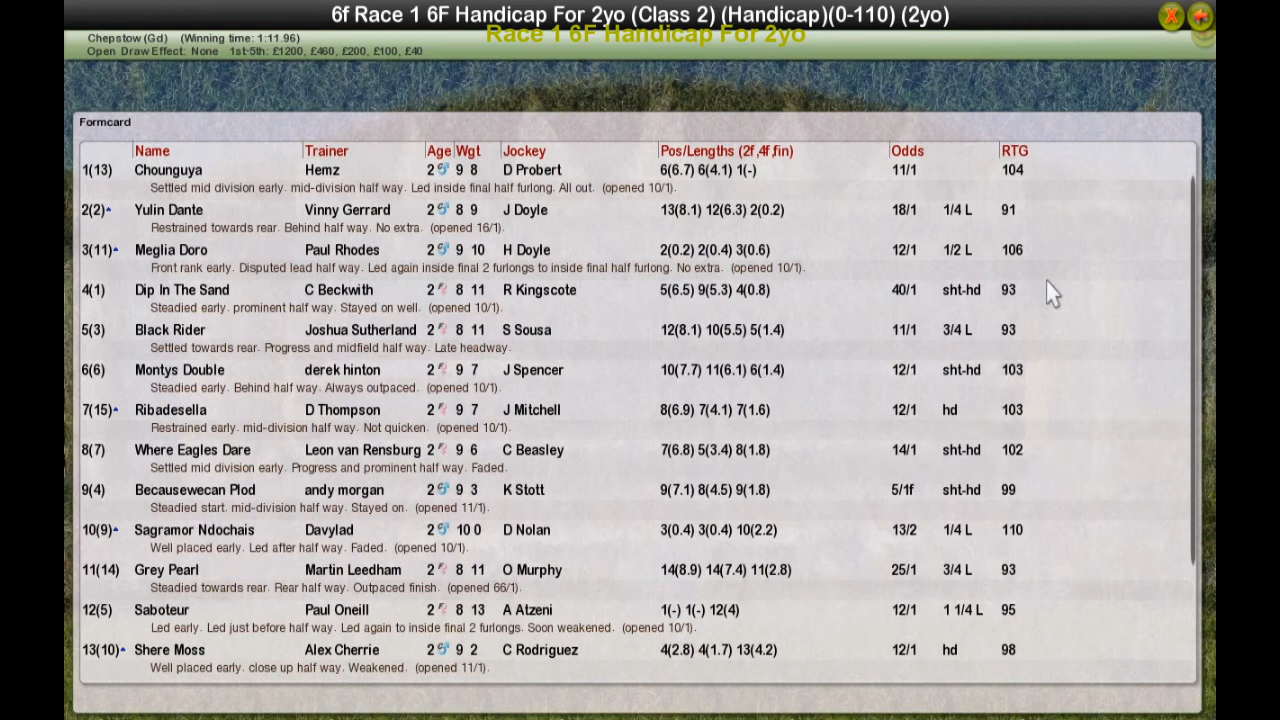 6f Race 1 6F Handicap For 2yo (Class 2) (Handicap)(0-110) (2yo)
Race 1 6F Handicap For 2yo
Chepstow (Gd) (Winning time: 1:11.96)
Open Draw Effect: None 1st-5th: £1200, £460, £200, £100, £40
Formcard
Name Trainer Age Wgt Jockey Pos/Lengths (2f,4f,fin) Odds RTG
1(13) Chounguya Hemz 2 9 8 D Probert 6(6.7) 6(4.1) 1(-) 11/1 104
Settled mid division early. mid-division half way. Led inside final half furlong. All out. (opened 10/1).
2(2) Yulin Dante Vinny Gerrard 2 8 9 J Doyle 13(8.1) 12(6.3) 2(0.2) 18/1 1/4 L 91
Restrained towards rear. Behind half way. No extra. (opened 16/1).
3(11) Meglia Doro Paul Rhodes 2 9 10 H Doyle 2(0.2) 2(0.4) 3(0.6) 12/1 1/2 L 106
Front rank early. Disputed lead half way. Led again inside final 2 furlongs to inside final half furlong. No extra. (opened 10/1).
4(1) Dip In The Sand C Beckwith 2 8 11 R Kingscote 5(6.5) 9(5.3) 4(0.8) 40/1 sht-hd 93
Steadied early. prominent half way. Stayed on well. (opened 10/1).
5(3) Black Rider Joshua Sutherland 2 8 11 S Sousa 12(8.1) 10(5.5) 5(1.4) 11/1 3/4 L 93
Settled towards rear. Progress and midfield half way. Late headway.
6(6) Montys Double derek hinton 2 9 7 J Spencer 10(7.7) 11(6.1) 6(1.4) 12/1 sht-hd 103
Steadied early. Behind half way. Always outpaced. (opened 10/1).
7(15) Ribadesella D Thompson 2 9 7 J Mitchell 8(6.9) 7(4.1) 7(1.6) 12/1 hd 103
Restrained early. mid-division half way. Not quicken. (opened 10/1).
8(7) Where Eagles Dare Leon van Rensburg 2 9 6 C Beasley 7(6.8) 5(3.4) 8(1.8) 14/1 sht-hd 102
Settled mid division early. Progress and prominent half way. Faded.
9(4) Becausewecan Plod andy morgan 2 9 3 K Stott 9(7.1) 8(4.5) 9(1.8) 5/1f sht-hd 99
Steadied start. mid-division half way. Stayed on. (opened 11/1).
10(9) Sagramor Ndochais Davylad 2 10 0 D Nolan 3(0.4) 3(0.4) 10(2.2) 13/2 1/4 L 110
Well placed early. Led after half way. Faded. (opened 10/1).
11(14) Grey Pearl Martin Leedham 2 8 11 O Murphy 14(8.9) 14(7.4) 11(2.8) 25/1 3/4 L 93
Steadied towards rear. Rear half way. Outpaced finish. (opened 66/1).
12(5) Saboteur Paul Oneill 2 8 13 A Atzeni 1(-) 1(-) 12(4) 12/1 1 1/4 L 95
Led early. Led just before half way. Led again to inside final 2 furlongs. Soon weakened. (opened 10/1).
13(10) Shere Moss Alex Cherrie 2 9 2 C Rodriguez 4(2.8) 4(1.7) 13(4.2) 12/1 hd 98
Well placed early. close up half way. Weakened. (opened 11/1).